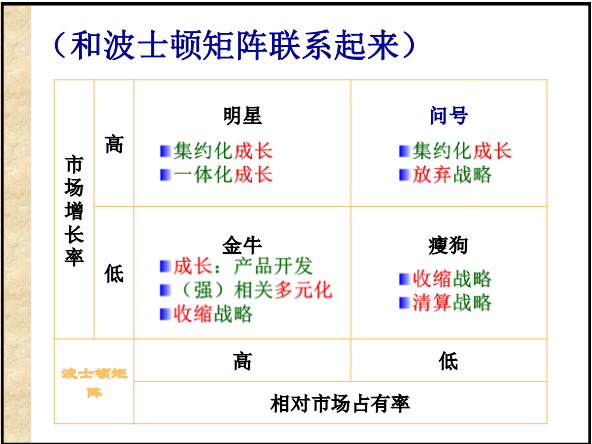 （和波士顿矩阵联系起来）
明星
集约化成长
一体化成长
问号
集约化成长
放弃战略
市场增长率
高
低
金牛
成长：产品开发
（强）相关多元化
收缩战略
瘦狗
收缩战略
清算战略
波士顿矩
阵
高
低
相对市场占有率